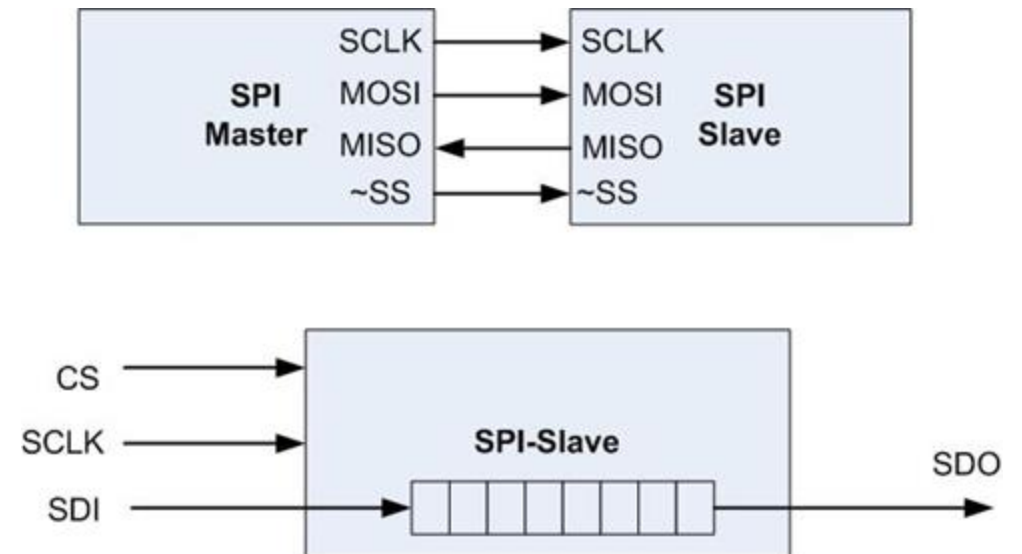 SCLK SCLK
SPI MOSI MOSI SPI
Master MISO MISO Slave
~SS ~SS
CS
SCLK SPI-Slave
SDO
SDI